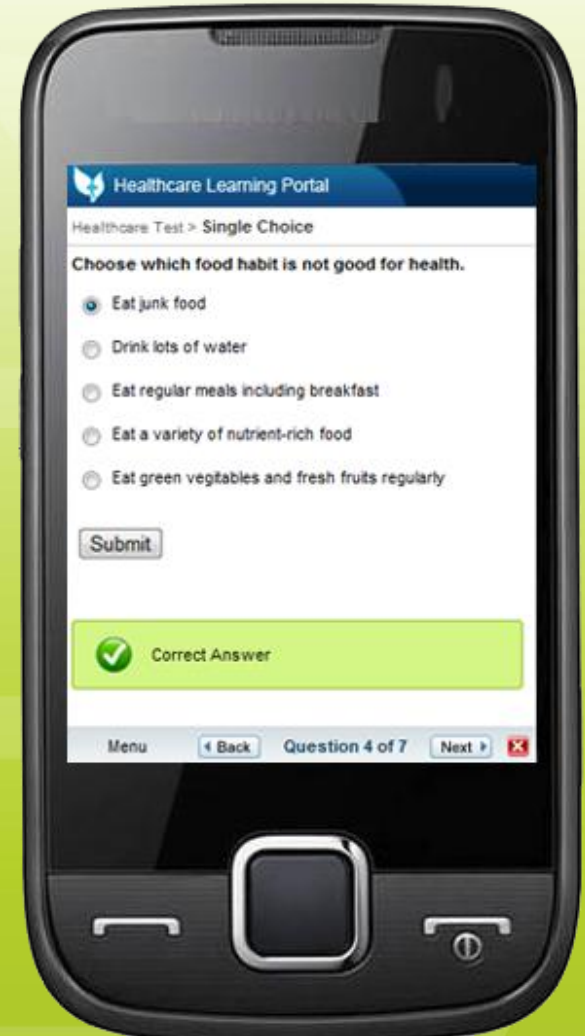 Healthcare Learning Portal
Healthcare Test > Single Choice
Choose which food habit is not good for health.
Eat junk food
Drink lots of water
Eat regular meals including breakfast
Eat a variety of nutrient-rich food
Eat green vegitables and fresh fruits regularly
Submit
Correct Answer
Menu Back Question 4 of 7 Next